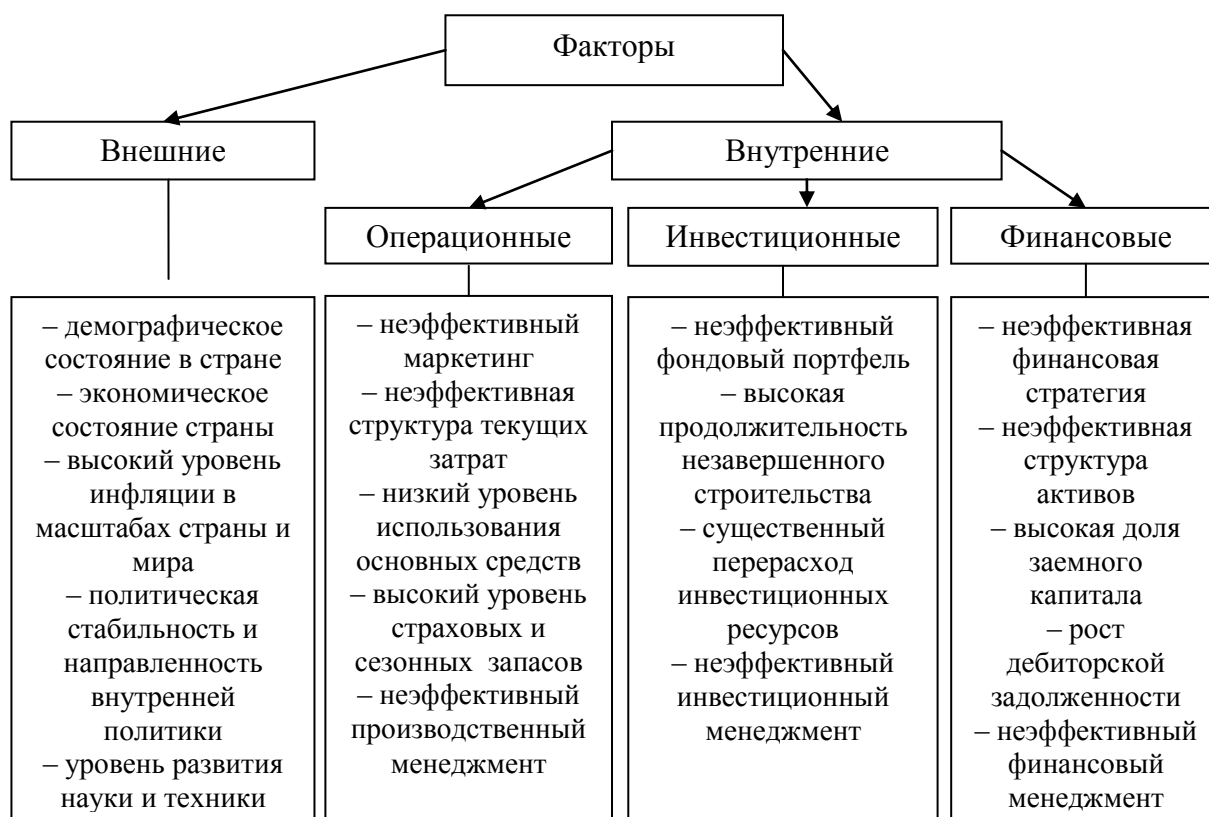 Факторы
Внешние
Внутренние
Операционные
Инвестиционные
Финансовые
– демографическое
состояние в стране
– экономическое
состояние страны
– высокий уровень
инфляции в
масштабах страны и
мира
– политическая
стабильность и
направленность
внутренней
политики
– уровень развития
науки и техники
– неэффективный
маркетинг
– неэффективная
структура текущих
затрат
– низкий уровень
использования
основных средств
– высокий уровень
страховых и
сезонных запасов
– неэффективный
производственный
менеджмент
– неэффективный
фондовый портфель
– высокая
продолжительность
незавершенного
строительства
– существенный
перерасход
инвестиционных
ресурсов
– неэффективный
инвестиционный
менеджмент
– неэффективная
финансовая
стратегия
– неэффективная
структура
активов
– высокая доля
заемного
капитала
– рост
дебиторской
задолженности
– неэффективный
финансовый
менеджмент